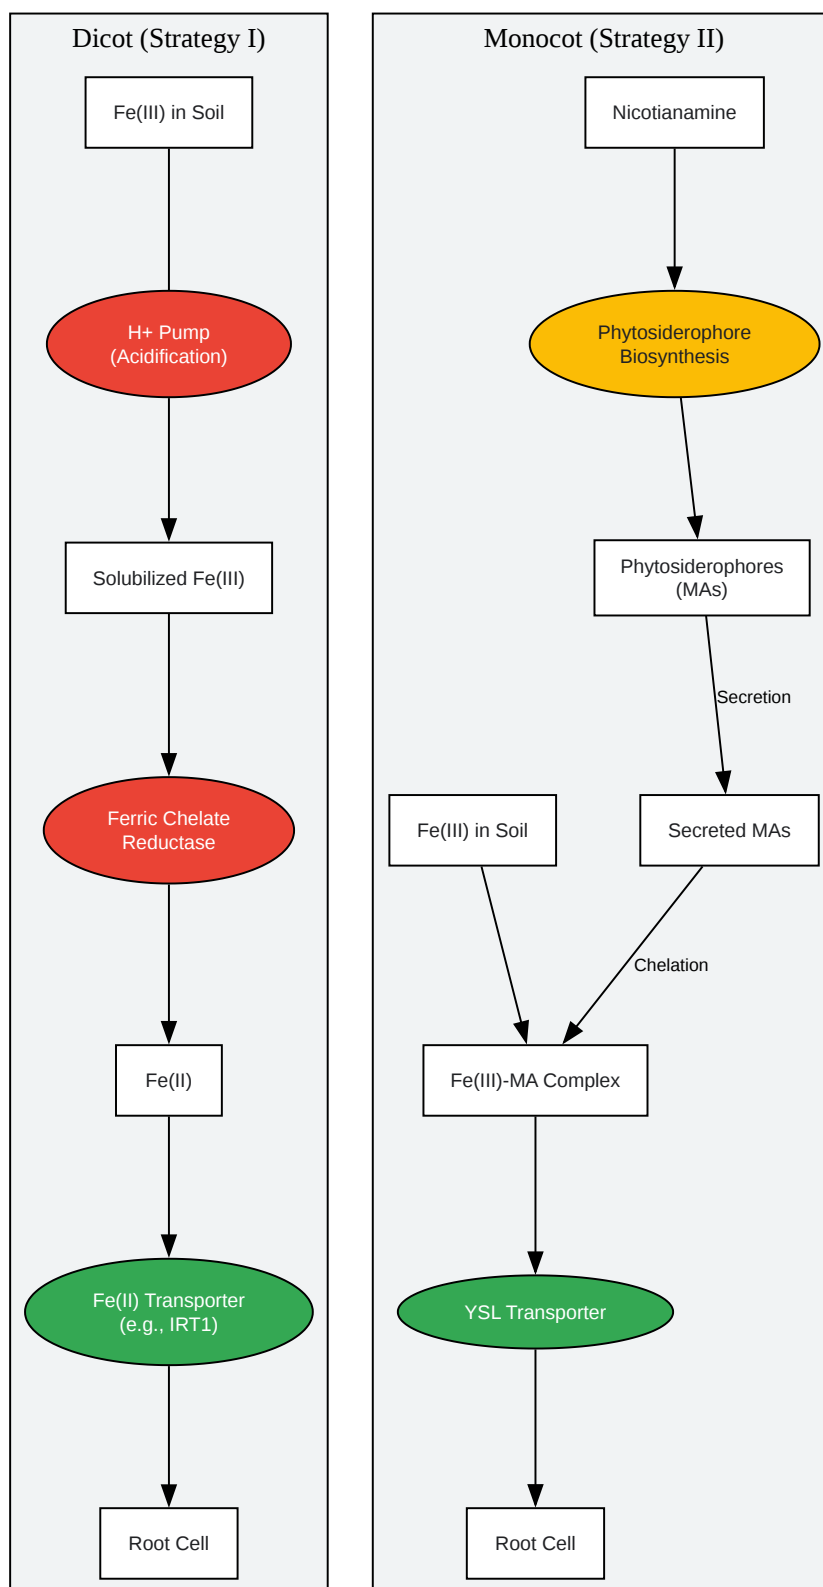 Dicot (Strategy I)
Fe(III) in Soil
H+ Pump
(Acidification)
Solubilized Fe(III)
Ferric Chelate
Reductase
Fe(II)
Fe(II) Transporter
(e.g., IRT1)
Root Cell
Monocot (Strategy II)
Nicotianamine
Phytosiderophore
Biosynthesis
Phytosiderophores
(MAs)
Secretion
Fe(III) in Soil
Secreted MAs
Chelation
Fe(III)-MA Complex
YSL Transporter
Root Cell